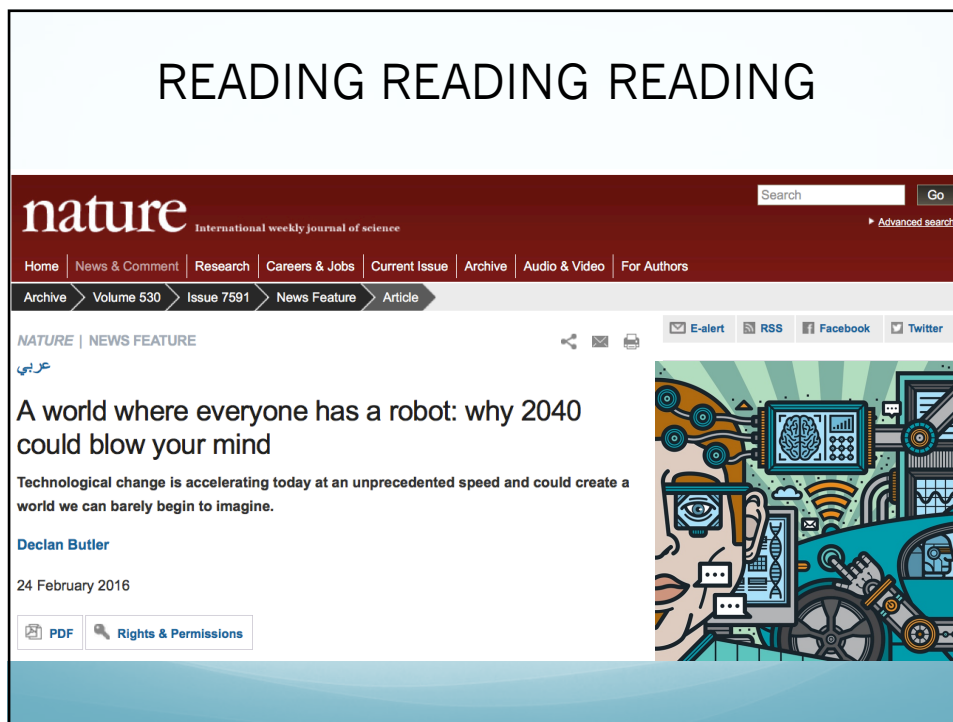 READING READING READING
nature International weekly journal of science
Search Go
Advanced search
Home News & Comment Research Careers & Jobs Current Issue Archive Audio & Video For Authors
Archive Volume 530 Issue 7591 News Feature Article
E-alert RSS Facebook Twitter
NATURE | NEWS FEATURE
عربي
A world where everyone has a robot: why 2040
could blow your mind
Technological change is accelerating today at an unprecedented speed and could create a
world we can barely begin to imagine.
Declan Butler
24 February 2016
PDF Rights & Permissions